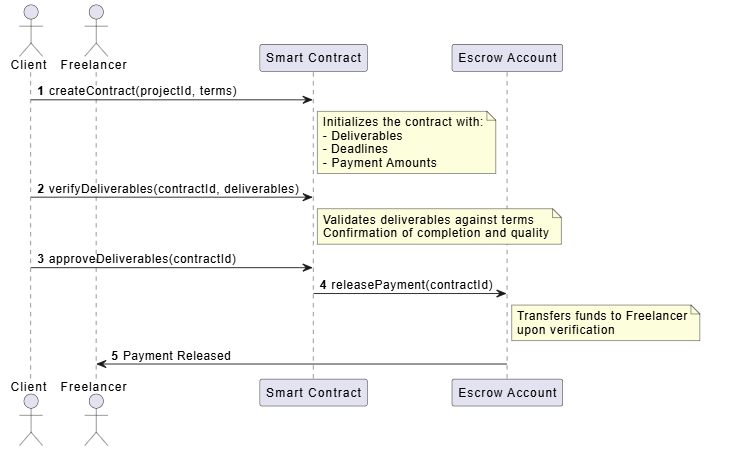 Client
Freelancer
Smart Contract
Escrow Account
1 createContract(projectId, terms)
Initializes the contract with:
- Deliverables
- Deadlines
- Payment Amounts
2 verifyDeliverables(contractId, deliverables)
Validates deliverables against terms
Confirmation of completion and quality
3 approveDeliverables(contractId)
4 releasePayment(contractId)
Transfers funds to Freelancer
upon verification
5 Payment Released
Client
Freelancer
Smart Contract
Escrow Account